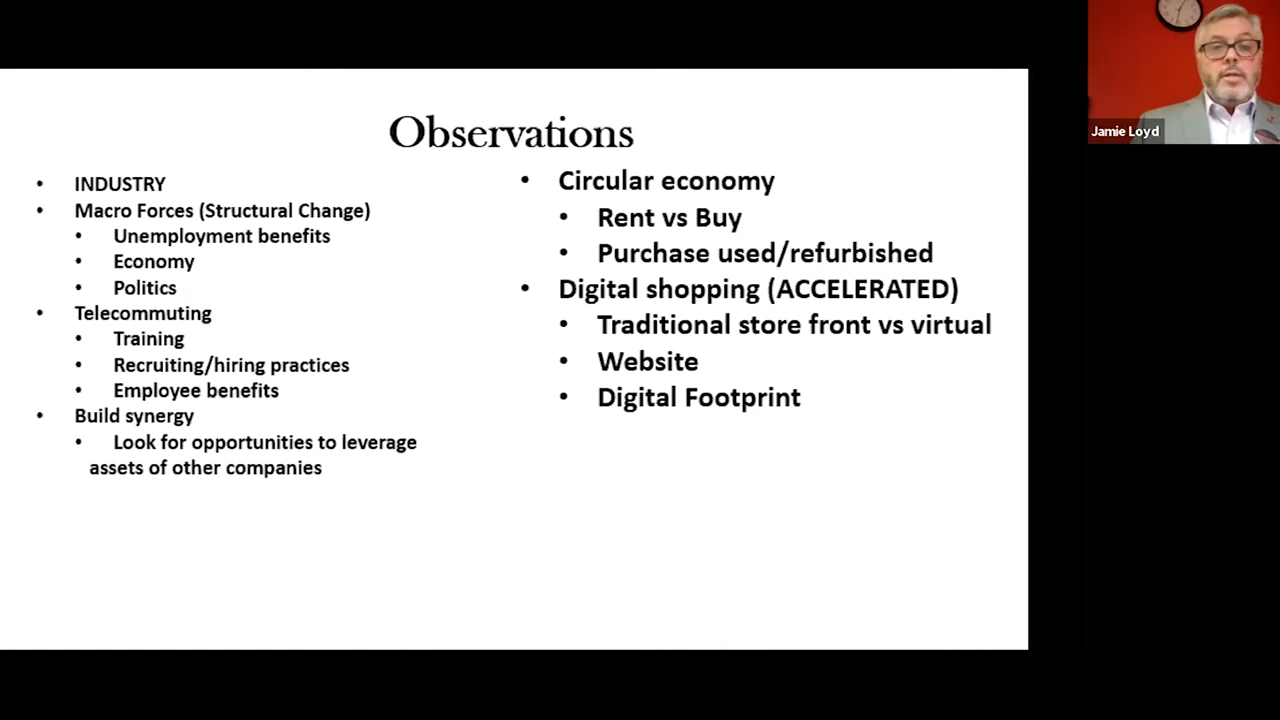 Observations
• INDUSTRY
• Macro Forces (Structural Change)
• Unemployment benefits
• Economy
• Politics
• Telecommuting
• Training
• Recruiting/hiring practices
• Employee benefits
• Build synergy
• Look for opportunities to leverage
assets of other companies
• Circular economy
• Rent vs Buy
• Purchase used/refurbished
• Digital shopping (ACCELERATED)
• Traditional store front vs virtual
• Website
• Digital Footprint
Jamie Loyd